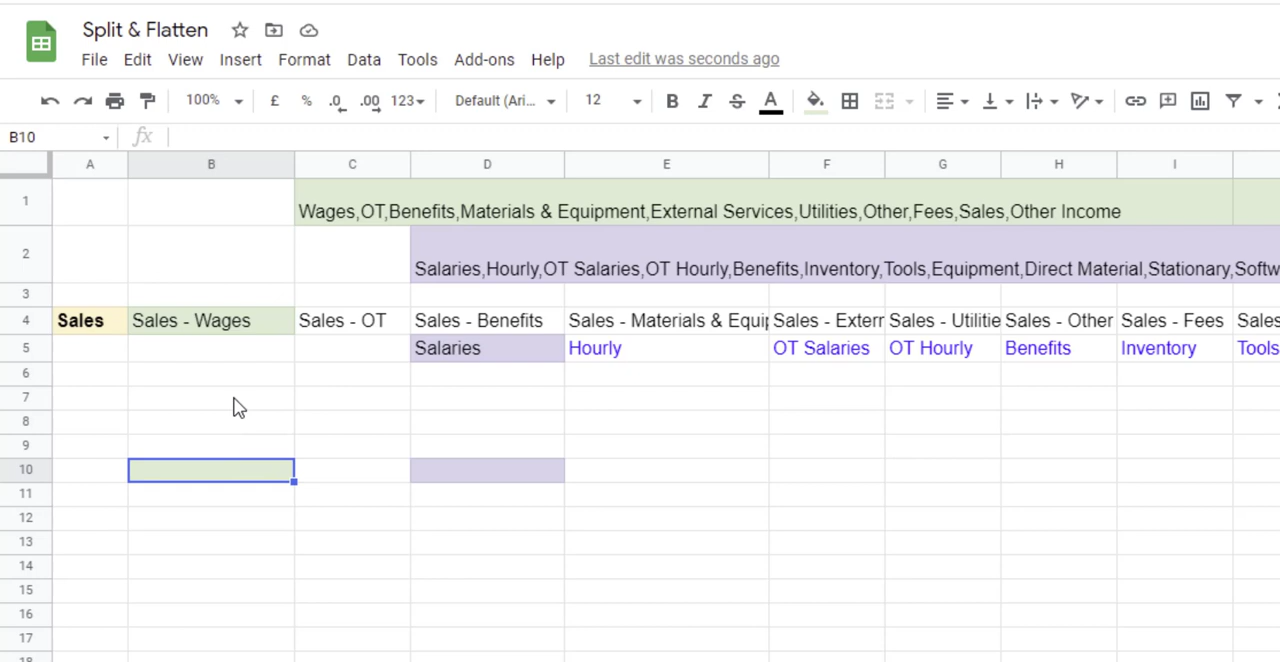 Split & Flatten
File Edit View Insert Format Data Tools Add-ons Help Last edit was seconds ago
100% £ % .0 .00 123 Default (Ari... 12 B I S A
B10 fx
A B C D E F G H I
1 Wages,OT,Benefits,Materials & Equipment,External Services,Utilities,Other,Fees,Sales,Other Income
2 Salaries,Hourly,OT Salaries,OT Hourly,Benefits,Inventory,Tools,Equipment,Direct Material,Stationary,Softw
3
4 Sales Sales - Wages Sales - OT Sales - Benefits Sales - Materials & Equip Sales - Extern Sales - Utilitie Sales - Other Sales - Fees Sales
5 Salaries Hourly OT Salaries OT Hourly Benefits Inventory Tools
6
7
8
9
10
11
12
13
14
15
16
17
18